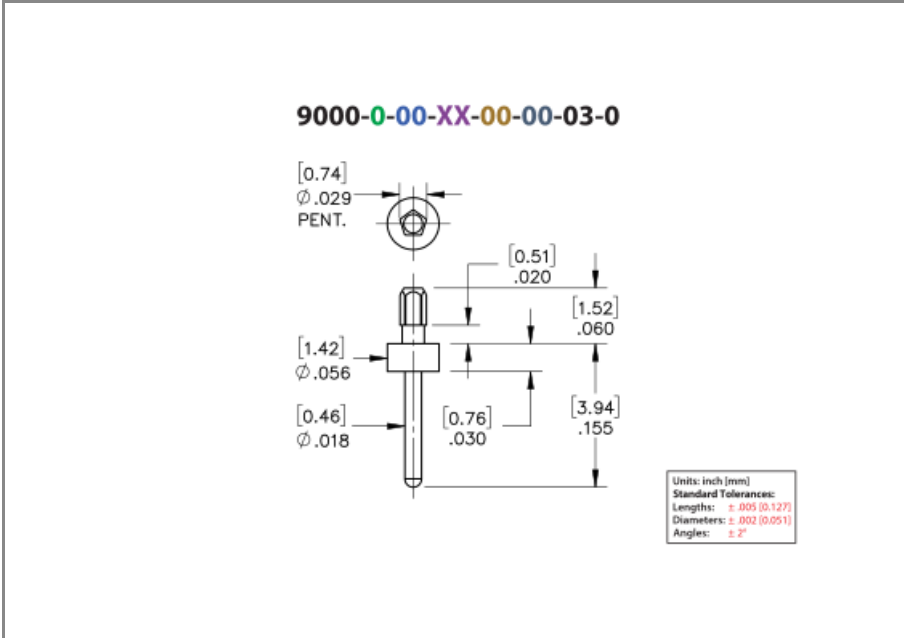 9000-0-00-XX-00-00-03-0
[0.74]
Ø.029
PENT.
[0.51]
.020
[1.52]
.060
[1.42]
Ø.056
[0.46]
Ø.018
[0.76]
.030
[3.94]
.155
Units: inch [mm]
Standard Tolerances:
Lengths: ± .005 [0.127]
Diameters: ± .002 [0.051]
Angles: ± 2°